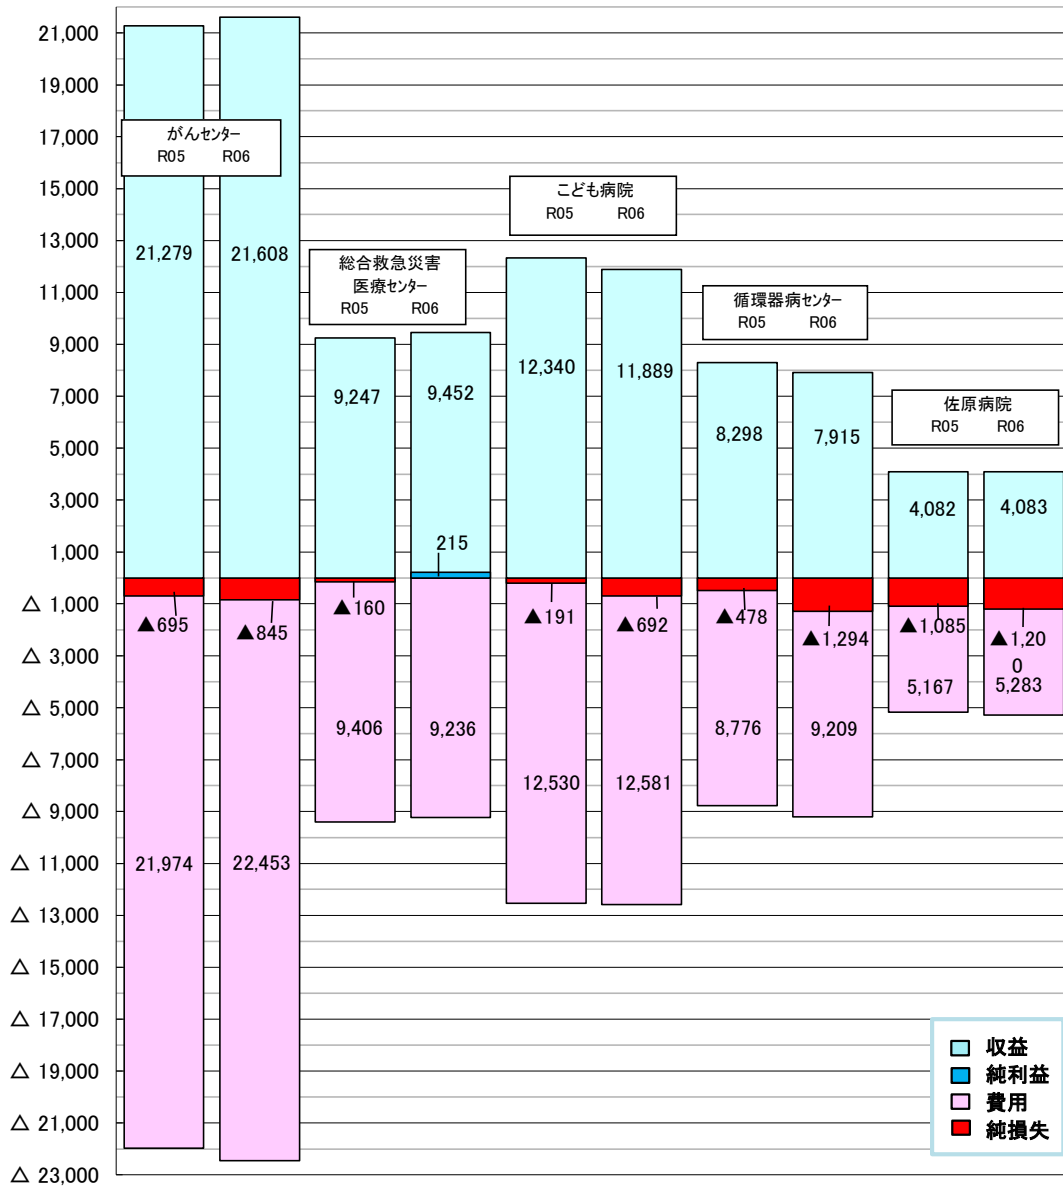 21,000
19,000
17,000
15,000
13,000
11,000
9,000
7,000
5,000
3,000
1,000
△ 1,000
△ 3,000
△ 5,000
△ 7,000
△ 9,000
△ 11,000
△ 13,000
△ 15,000
△ 17,000
△ 19,000
△ 21,000
△ 23,000
がんセンター
R05 R06
21,279 21,608
▲695 ▲845
21,974 22,453
総合救急災害
医療センター
R05 R06
9,247 9,452
215
▲160
9,406 9,236
こども病院
R05 R06
12,340 11,889
▲191 ▲692
12,530 12,581
循環器病センター
R05 R06
8,298 7,915
▲478 ▲1,294
8,776 9,209
佐原病院
R05 R06
4,082 4,083
▲1,085 ▲1,20
0
5,167 5,283
収益
純利益
費用
純損失